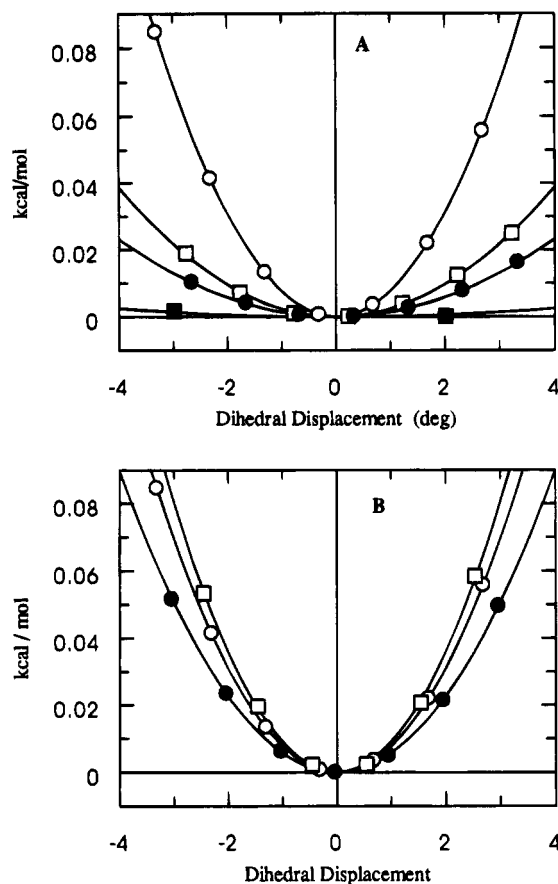 A
kcal/mol
0.08
0.06
0.04
0.02
0
-4 -2 0 2 4
Dihedral Displacement (deg)
B
kcal / mol
0.08
0.06
0.04
0.02
0
-4 -2 0 2 4
Dihedral Displacement